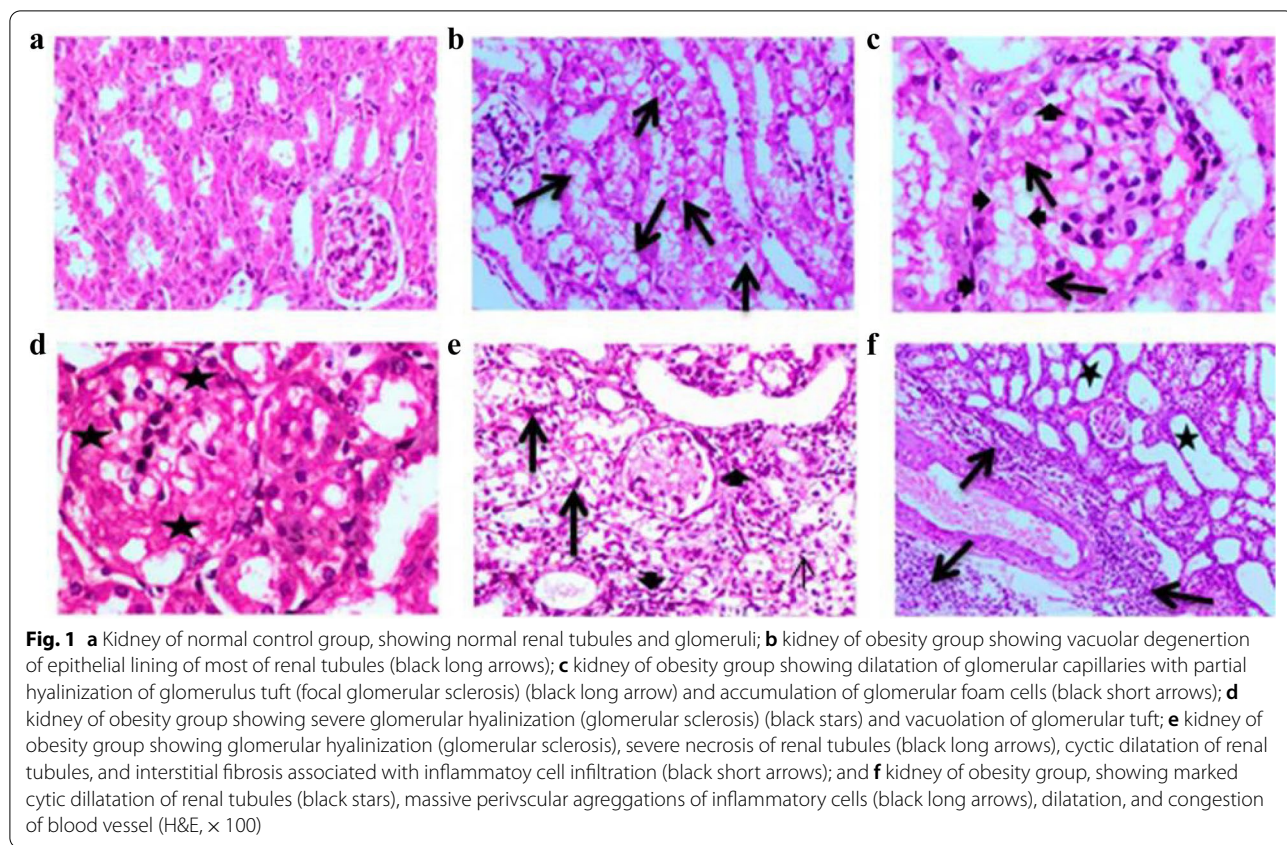 a
b
c
d
e
f
Fig. 1 a Kidney of normal control group, showing normal renal tubules and glomeruli; b kidney of obesity group showing vacuolar degenertion
of epithelial lining of most of renal tubules (black long arrows); c kidney of obesity group showing dilatation of glomerular capillaries with partial
hyalinization of glomerulus tuft (focal glomerular sclerosis) (black long arrow) and accumulation of glomerular foam cells (black short arrows); d
kidney of obesity group showing severe glomerular hyalinization (glomerular sclerosis) (black stars) and vacuolation of glomerular tuft; e kidney of
obesity group showing glomerular hyalinization (glomerular sclerosis), severe necrosis of renal tubules (black long arrows), cyctic dilatation of renal
tubules, and interstitial fibrosis associated with inflammatoy cell infiltration (black short arrows); and f kidney of obesity group, showing marked
cytic dillatation of renal tubules (black stars), massive perivscular agreggations of inflammatory cells (black long arrows), dilatation, and congestion
of blood vessel (H&E, × 100)